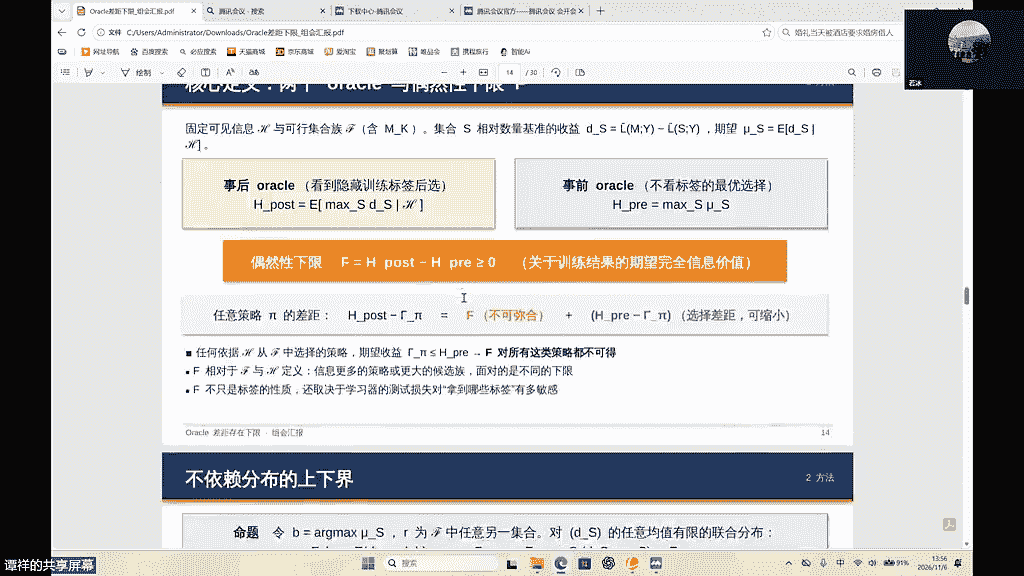 Oracle差距下限_组会汇报.pdf
腾讯会议 - 搜索
下载中心-腾讯会议
腾讯会议官方——腾讯会议 会开会
文件 C:/Users/Administrator/Downloads/Oracle差距下限_组会汇报.pdf
婚礼当天被酒店要求婚房借人
网址导航 百度搜索 必应搜索 天猫商城 京东商城 爱淘宝 聚划算 唯品会 携程旅行 智能Ai
绘制
14 / 30
若冰
核心定义：两个 oracle 与偶然性下限 F
固定可见信息 ℋ 与可行集合族 ℱ（含 M_K ）。集合 S 相对数量基准的收益 d_S = L̄(M;Y) − L̄(S;Y) ，期望 μ_S = E[d_S |
ℋ] 。
事后 oracle （看到隐藏训练标签后选）
H_post = E[ max_S d_S | ℋ ]
事前 oracle （不看标签的最优选择）
H_pre = max_S μ_S
偶然性下限 F = H_post − H_pre ≥ 0 （关于训练结果的期望完全信息价值）
任意策略 π 的差距： H_post − Γ_π = F （不可弥合） + (H_pre − Γ_π) （选择差距，可缩小）
▪ 任何依据 ℋ 从 ℱ 中选择的策略，期望收益 Γ_π ≤ H_pre → F 对所有这类策略都不可得
▪ F 相对于 ℱ 与 ℋ 定义：信息更多的策略或更大的候选族，面对的是不同的下限
▪ F 不只是标签的性质，还取决于学习器的测试损失对“拿到哪些标签”有多敏感
Oracle 差距存在下限 · 组会汇报
14
不依赖分布的上下界
2 方法
命题 令 b = argmax μ_S ， r 为 ℱ 中任意另一集合。对 (d_S) 的任意均值有限的联合分布：
谭祥的共享屏幕
搜索
中
91%
13:56
2026/11/6